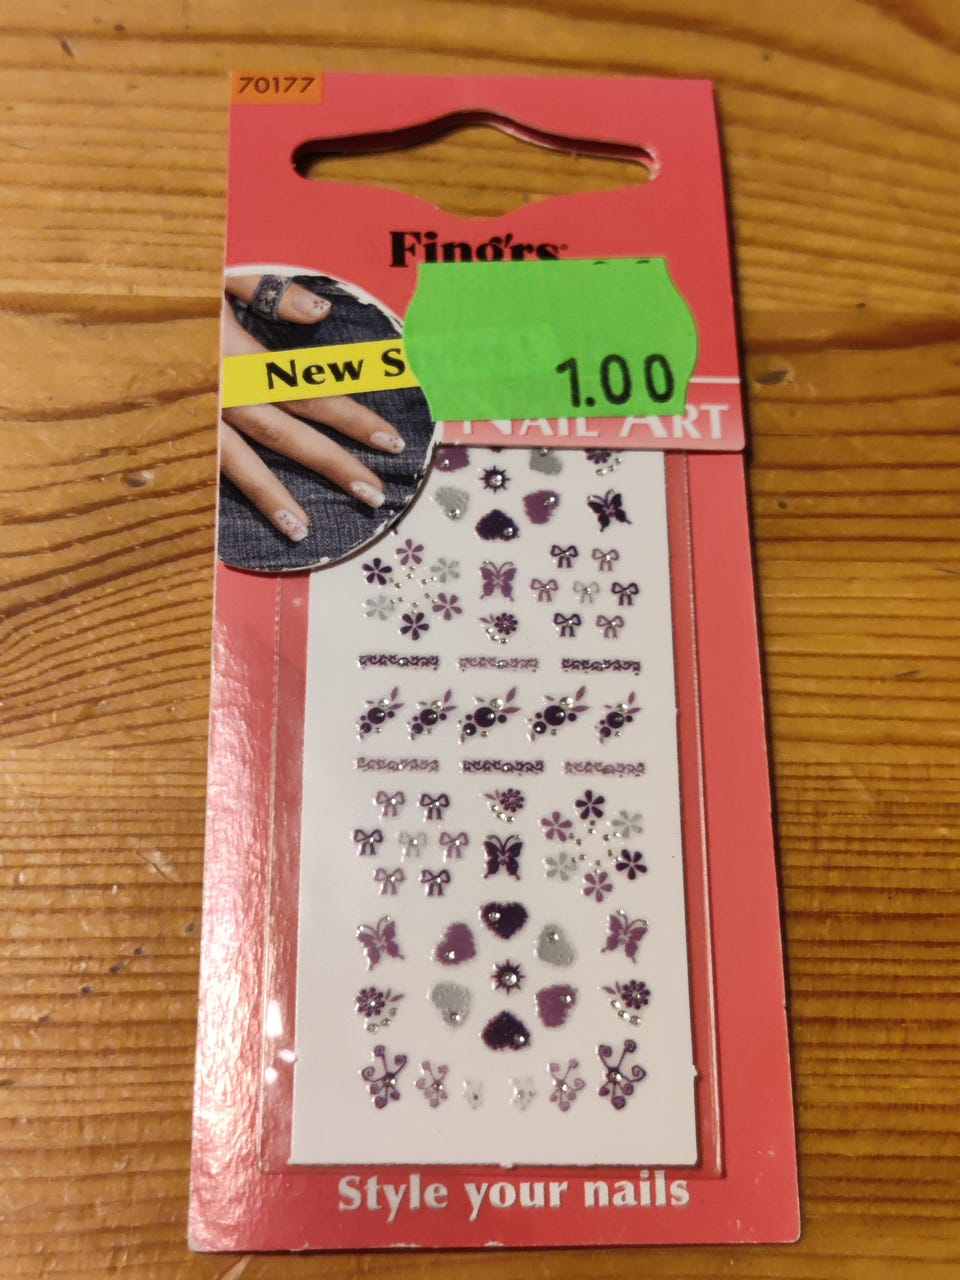 70177
Fing'rs®
New S
1.00
NAIL ART
Style your nails